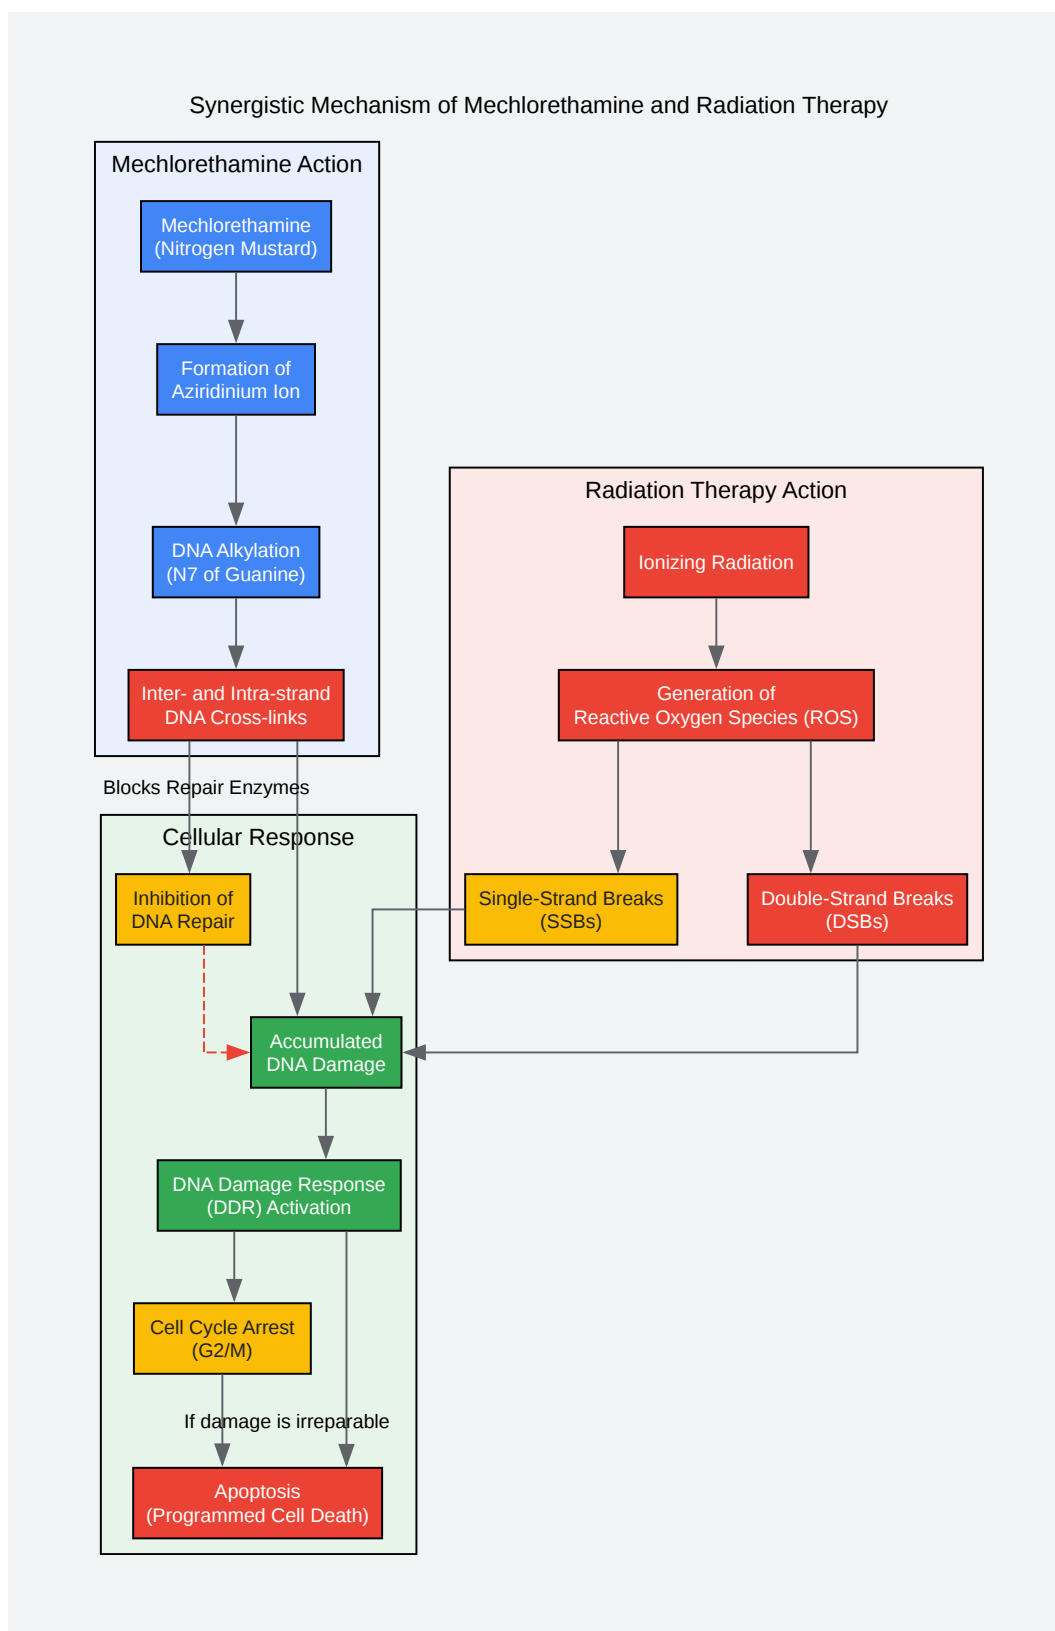 Synergistic Mechanism of Mechlorethamine and Radiation Therapy
Mechlorethamine Action
Mechlorethamine
(Nitrogen Mustard)
Formation of
Aziridinium Ion
DNA Alkylation
(N7 of Guanine)
Inter- and Intra-strand
DNA Cross-links
Radiation Therapy Action
Ionizing Radiation
Generation of
Reactive Oxygen Species (ROS)
Single-Strand Breaks
(SSBs)
Double-Strand Breaks
(DSBs)
Blocks Repair Enzymes
Cellular Response
Inhibition of
DNA Repair
Accumulated
DNA Damage
DNA Damage Response
(DDR) Activation
Cell Cycle Arrest
(G2/M)
If damage is irreparable
Apoptosis
(Programmed Cell Death)